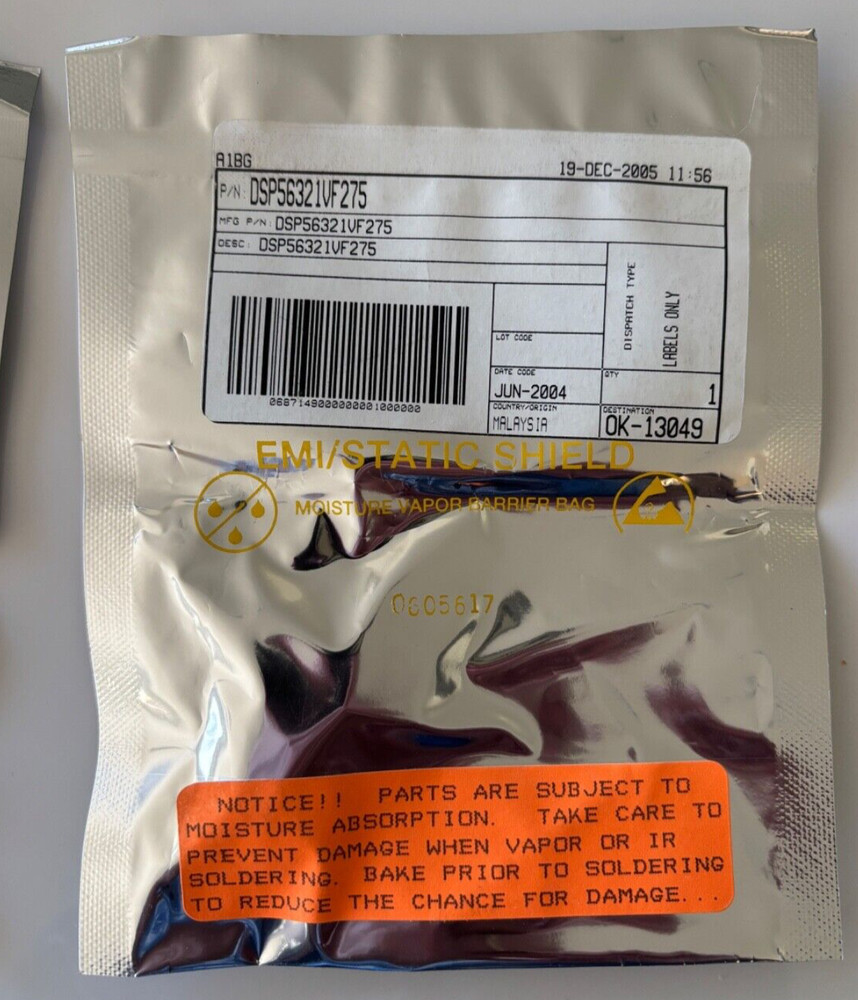 A1BG
19-DEC-2005 11:56
P/N: DSP56321VF275
MFG P/N: DSP56321VF275
DESC: DSP56321VF275
DISPATCH TYPE
LABELS ONLY
LOT CODE
DATE CODE
JUN-2004
QTY
1
COUNTRY/ORIGIN
MALAYSIA
DESTINATION
OK-13049
EMI/STATIC SHIELD
MOISTURE VAPOR BARRIER BAG
0605617
NOTICE!! PARTS ARE SUBJECT TO
MOISTURE ABSORPTION. TAKE CARE TO
PREVENT DAMAGE WHEN VAPOR OR IR
SOLDERING. BAKE PRIOR TO SOLDERING
TO REDUCE THE CHANCE FOR DAMAGE...